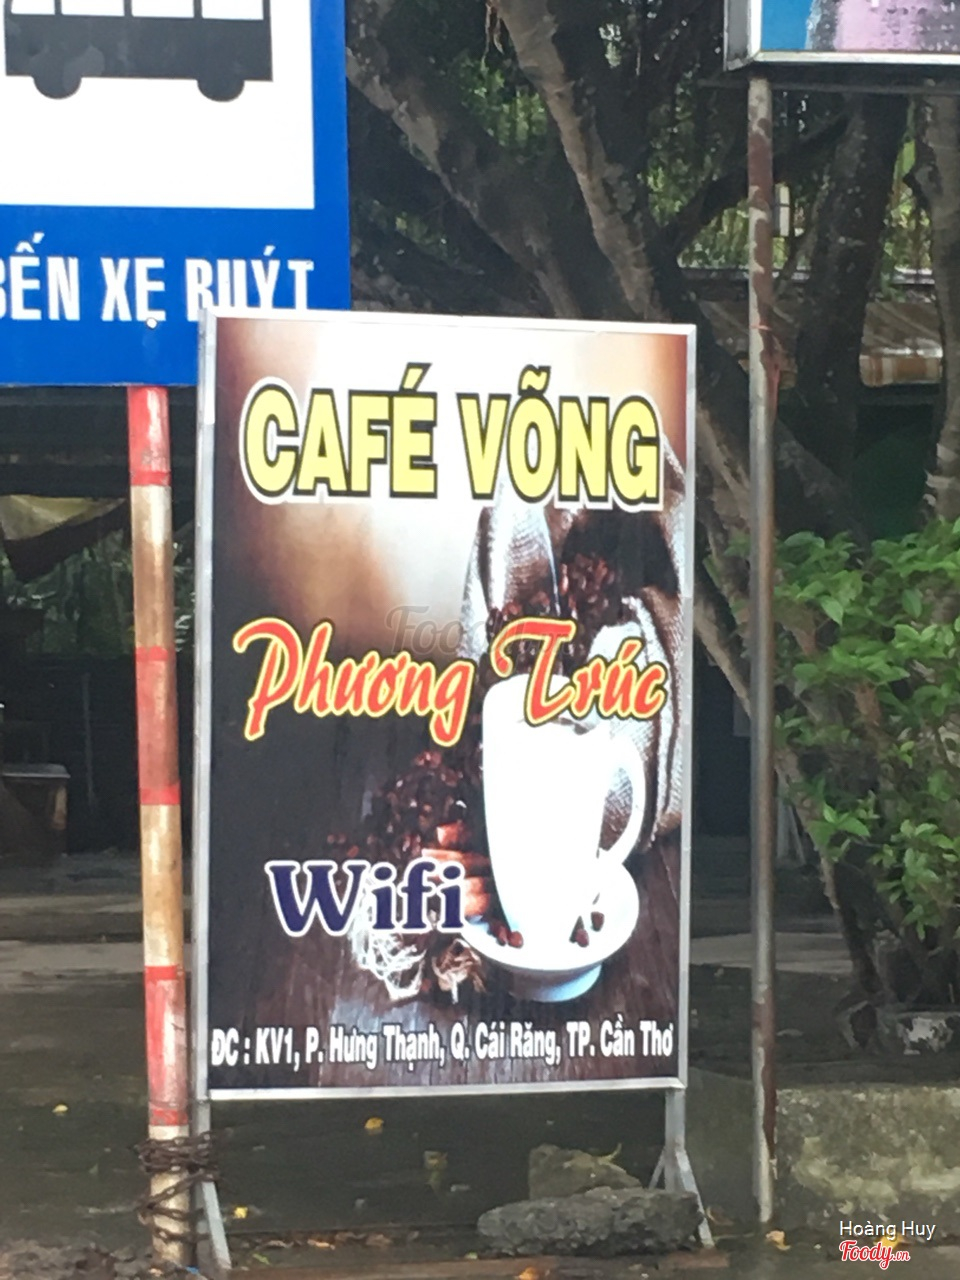 BẾN XE BUÝT
CAFÉ VÕNG
Phương Trúc
Wifi
ĐC : KV1, P. Hưng Thạnh, Q. Cái Răng, TP. Cần Thơ
Hoàng Huy
Foody.vn